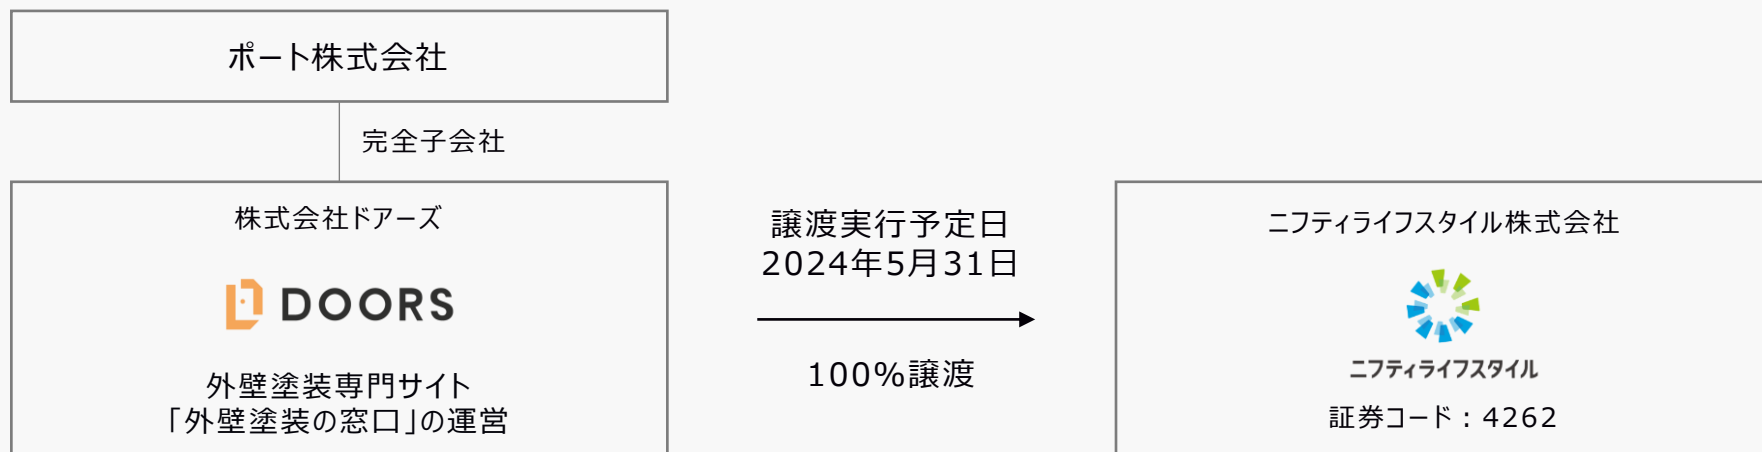 ポート株式会社
完全子会社
株式会社ドアーズ
DOORS
外壁塗装専門サイト
「外壁塗装の窓口」の運営
譲渡実行予定日
2024年5月31日
100%譲渡
ニフティライフスタイル株式会社
ニフティライフスタイル
証券コード：4262